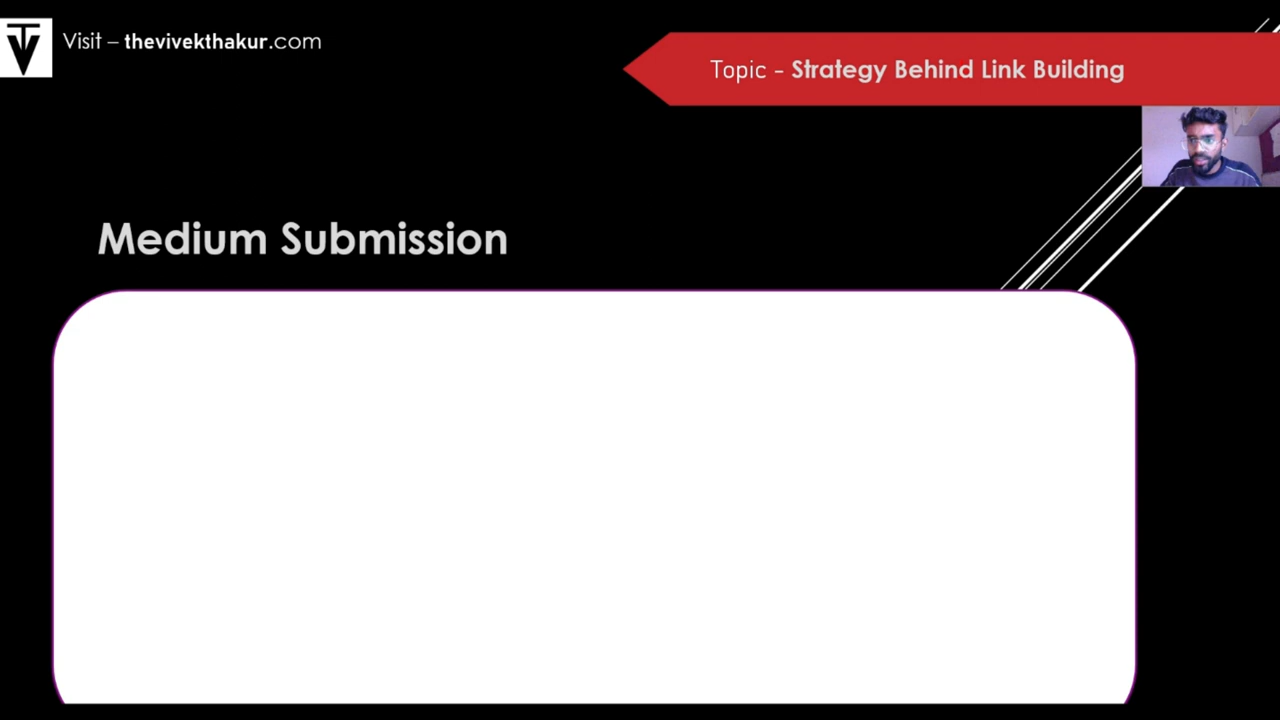 Visit – thevivekthakur.com
Topic - Strategy Behind Link Building
Medium Submission